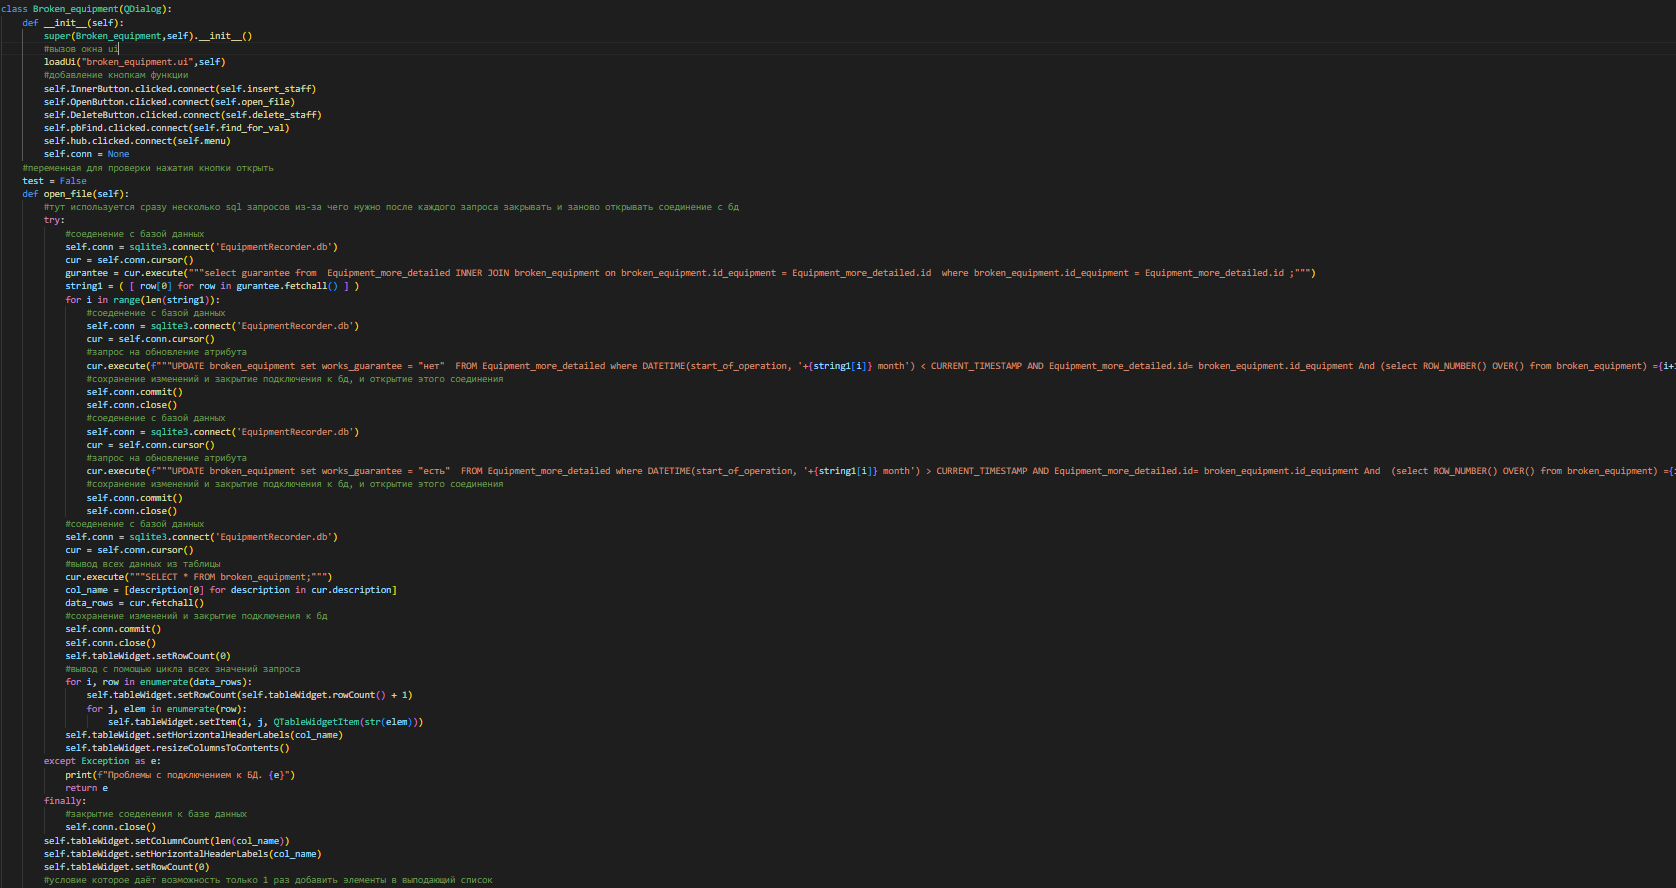 class Broken_equipment(QDialog):
    def __init__(self):
        super(Broken_equipment,self).__init__()
        #вызов окна ui
        loadUi("broken_equipment.ui",self)
        #добавление кнопкам функции
        self.InnerButton.clicked.connect(self.insert_staff)
        self.OpenButton.clicked.connect(self.open_file)
        self.DeleteButton.clicked.connect(self.delete_staff)
        self.pbFind.clicked.connect(self.find_for_val)
        self.hub.clicked.connect(self.menu)
        self.conn = None
    #переменная для проверки нажатия кнопки открыть
    test = False
    def open_file(self):
        #тут используется сразу несколько sql запросов из-за чего нужно после каждого запроса закрывать и заново открывать соединение с бд
        try:
            #соеденение с базой данных
            self.conn = sqlite3.connect('EquipmentRecorder.db')
            cur = self.conn.cursor()
            gurantee = cur.execute("""select guarantee from  Equipment_more_detailed INNER JOIN broken_equipment on broken_equipment.id_equipment = Equipment_more_detailed.id  where broken_equipment.id_equipment = Equipment_more_detailed.id ;""")
            string1 = ( [ row[0] for row in gurantee.fetchall() ] )
            for i in range(len(string1)):
                #соеденение с базой данных
                self.conn = sqlite3.connect('EquipmentRecorder.db')
                cur = self.conn.cursor()
                #запрос на обновление атрибута
                cur.execute(f"""UPDATE broken_equipment set works_guarantee = "нет"  FROM Equipment_more_detailed where DATETIME(start_of_operation, '+{string1[i]} month') < CURRENT_TIMESTAMP AND Equipment_more_detailed.id= broken_equipment.id_equipment And (select ROW_NUMBER() OVER() from broken_equipment) ={i+
                #сохранение изменений и закрытие подключения к бд, и открытие этого соединения
                self.conn.commit()
                self.conn.close()
                #соеденение с базой данных
                self.conn = sqlite3.connect('EquipmentRecorder.db')
                cur = self.conn.cursor()
                #запрос на обновление атрибута
                cur.execute(f"""UPDATE broken_equipment set works_guarantee = "есть"  FROM Equipment_more_detailed where DATETIME(start_of_operation, '+{string1[i]} month') > CURRENT_TIMESTAMP AND Equipment_more_detailed.id= broken_equipment.id_equipment And  (select ROW_NUMBER() OVER() from broken_equipment) ={
                #сохранение изменений и закрытие подключения к бд, и открытие этого соединения
                self.conn.commit()
                self.conn.close()
            #соеденение с базой данных
            self.conn = sqlite3.connect('EquipmentRecorder.db')
            cur = self.conn.cursor()
            #вывод всех данных из таблицы
            cur.execute("""SELECT * FROM broken_equipment;""")
            col_name = [description[0] for description in cur.description]
            data_rows = cur.fetchall()
            #сохранение изменений и закрытие подключения к бд
            self.conn.commit()
            self.conn.close()
            self.tableWidget.setRowCount(0)
            #вывод с помощью цикла всех значений запроса
            for i, row in enumerate(data_rows):
                self.tableWidget.setRowCount(self.tableWidget.rowCount() + 1)
                for j, elem in enumerate(row):
                    self.tableWidget.setItem(i, j, QTableWidgetItem(str(elem)))
            self.tableWidget.setHorizontalHeaderLabels(col_name)
            self.tableWidget.resizeColumnsToContents()
        except Exception as e:
            print(f"Проблемы с подключением к БД. {e}")
            return e
        finally:
            #закрытие соеденения к базе данных
            self.conn.close()
        self.tableWidget.setColumnCount(len(col_name))
        self.tableWidget.setHorizontalHeaderLabels(col_name)
        self.tableWidget.setRowCount(0)
        #условие которое даёт возможность только 1 раз добавить элементы в выподающий список